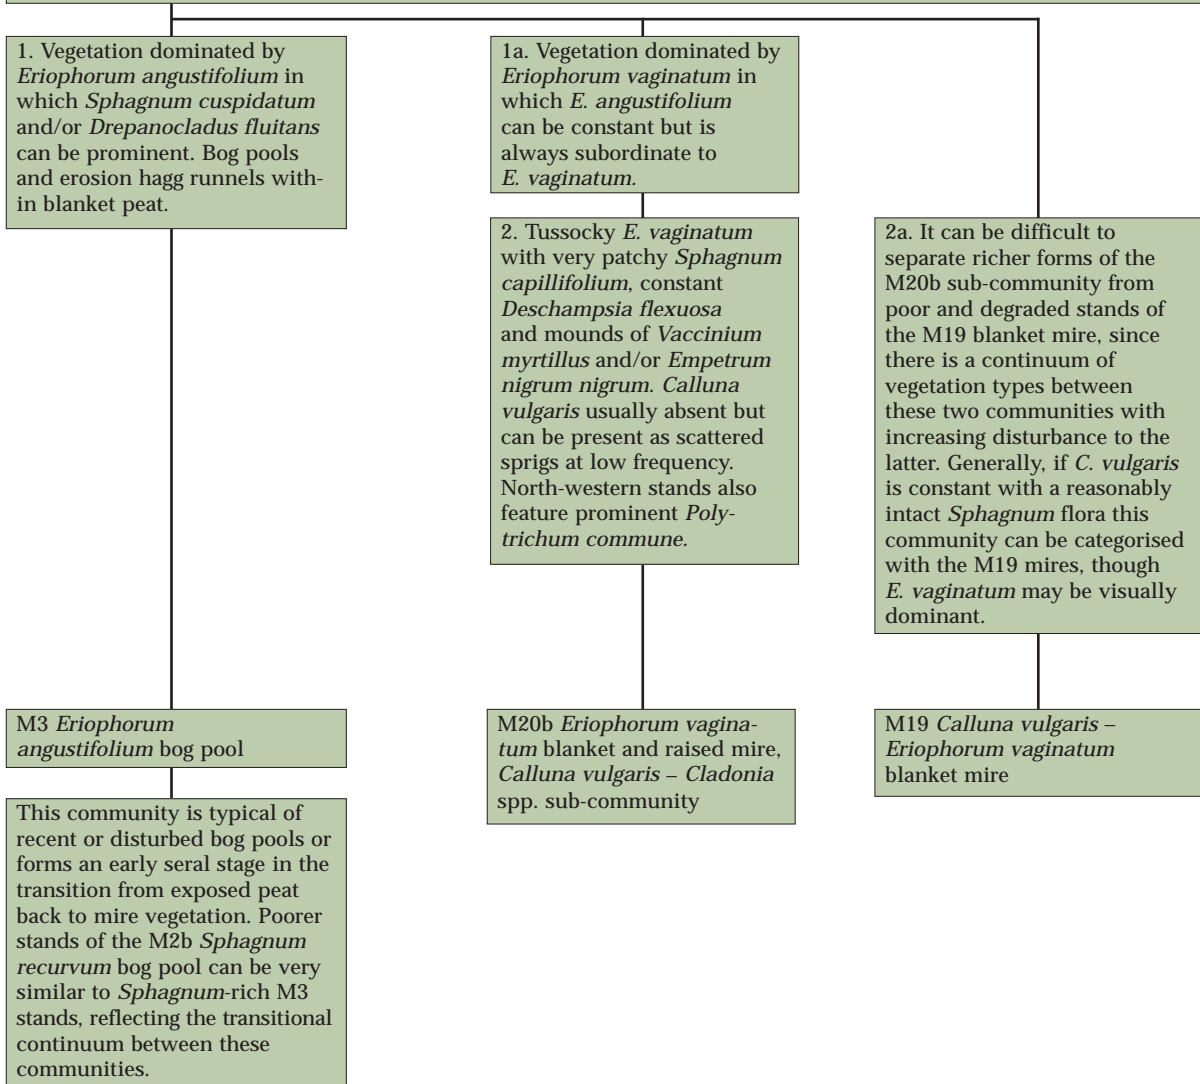 1. Vegetation dominated by
Eriophorum angustifolium in
which Sphagnum cuspidatum
and/or Drepanocladus fluitans
can be prominent. Bog pools
and erosion hagg runnels with-
in blanket peat.
1a. Vegetation dominated by
Eriophorum vaginatum in
which E. angustifolium
can be constant but is
always subordinate to
E. vaginatum.
2. Tussocky E. vaginatum
with very patchy Sphagnum
capillifolium, constant
Deschampsia flexuosa
and mounds of Vaccinium
myrtillus and/or Empetrum
nigrum nigrum. Calluna
vulgaris usually absent but
can be present as scattered
sprigs at low frequency.
North-western stands also
feature prominent Poly-
trichum commune.
2a. It can be difficult to
separate richer forms of the
M20b sub-community from
poor and degraded stands of
the M19 blanket mire, since
there is a continuum of
vegetation types between
these two communities with
increasing disturbance to the
latter. Generally, if C. vulgaris
is constant with a reasonably
intact Sphagnum flora this
community can be categorised
with the M19 mires, though
E. vaginatum may be visually
dominant.
M3 Eriophorum
angustifolium bog pool
M20b Eriophorum vagina-
tum blanket and raised mire,
Calluna vulgaris – Cladonia
spp. sub-community
M19 Calluna vulgaris –
Eriophorum vaginatum
blanket mire
This community is typical of
recent or disturbed bog pools or
forms an early seral stage in the
transition from exposed peat
back to mire vegetation. Poorer
stands of the M2b Sphagnum
recurvum bog pool can be very
similar to Sphagnum-rich M3
stands, reflecting the transitional
continuum between these
communities.